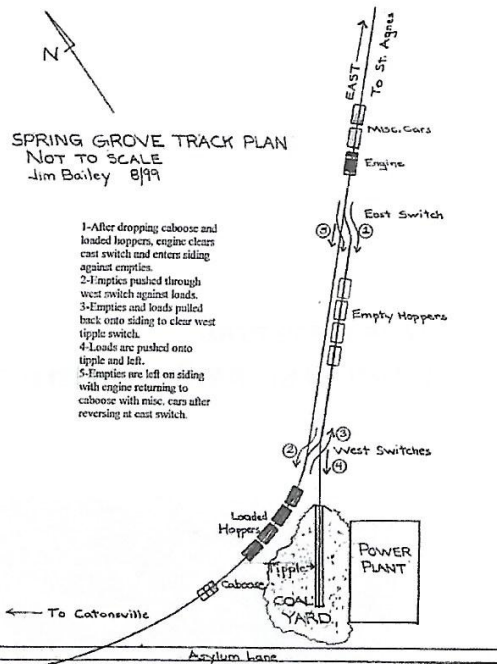 N
EAST
To St. Agnes
SPRING GROVE TRACK PLAN
NOT TO SCALE
Jim Bailey 8/99
Misc. Cars
Engine
1-After dropping caboose and
loaded hoppers, engine clears
east switch and enters siding
against empties.
2-Empties pushed through
west switch against loads.
3-Empties and loads pulled
back onto siding to clear west
tipple switch.
4-Loads are pushed onto
tipple and left.
5-Empties are left on siding
with engine returning to
caboose with misc. cars after
reversing at east switch.
East Switch
1
Empty Hoppers
3
2
West Switches
4
Loaded
Hoppers
Caboose
Tipple
COAL
YARD
POWER
PLANT
To Catonsville
Asylum Lane